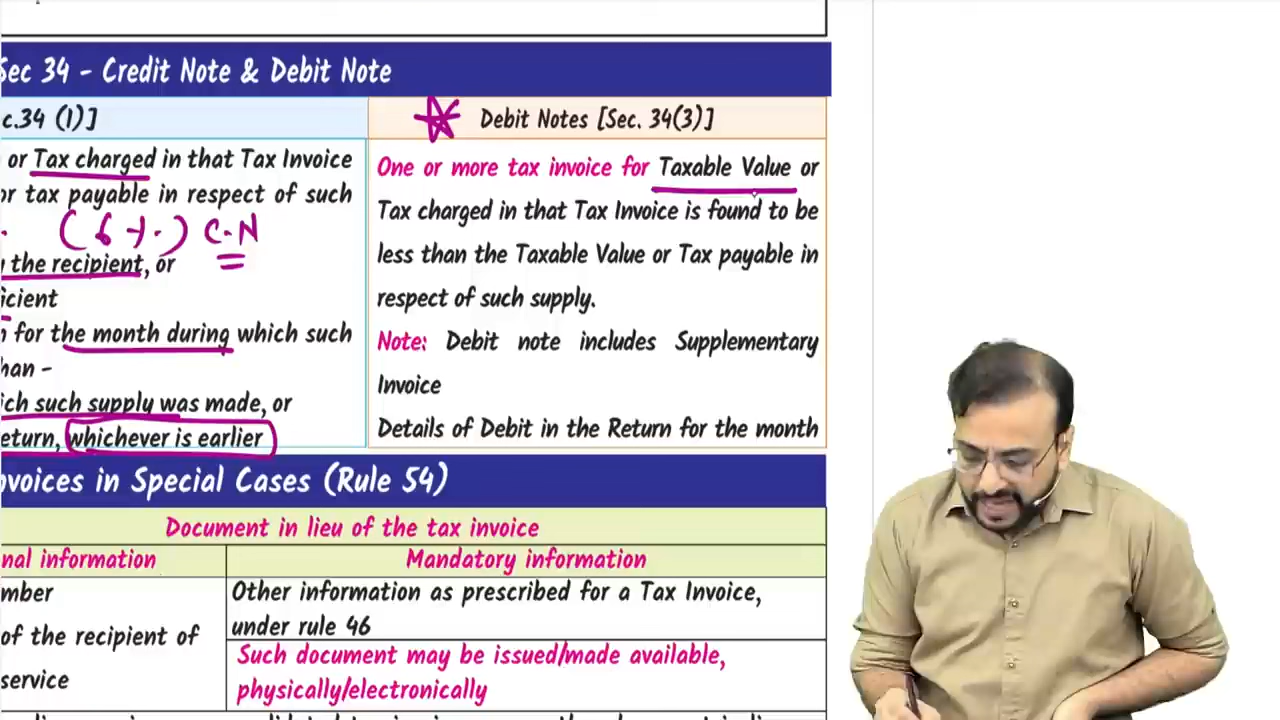 Sec 34 - Credit Note & Debit Note
c.34 (1)]
or Tax charged in that Tax Invoice
or tax payable in respect of such
(6 %) C.N
the recipient, or
icient
for the month during which such
han -
ich such supply was made, or
eturn, whichever is earlier
Debit Notes [Sec. 34(3)]
One or more tax invoice for Taxable Value or
Tax charged in that Tax Invoice is found to be
less than the Taxable Value or Tax payable in
respect of such supply.
Note: Debit note includes Supplementary
Invoice
Details of Debit in the Return for the month
nvoices in Special Cases (Rule 54)
Document in lieu of the tax invoice
nal information
Mandatory information
mber
of the recipient of
service
Other information as prescribed for a Tax Invoice,
under rule 46
Such document may be issued/made available,
physically/electronically